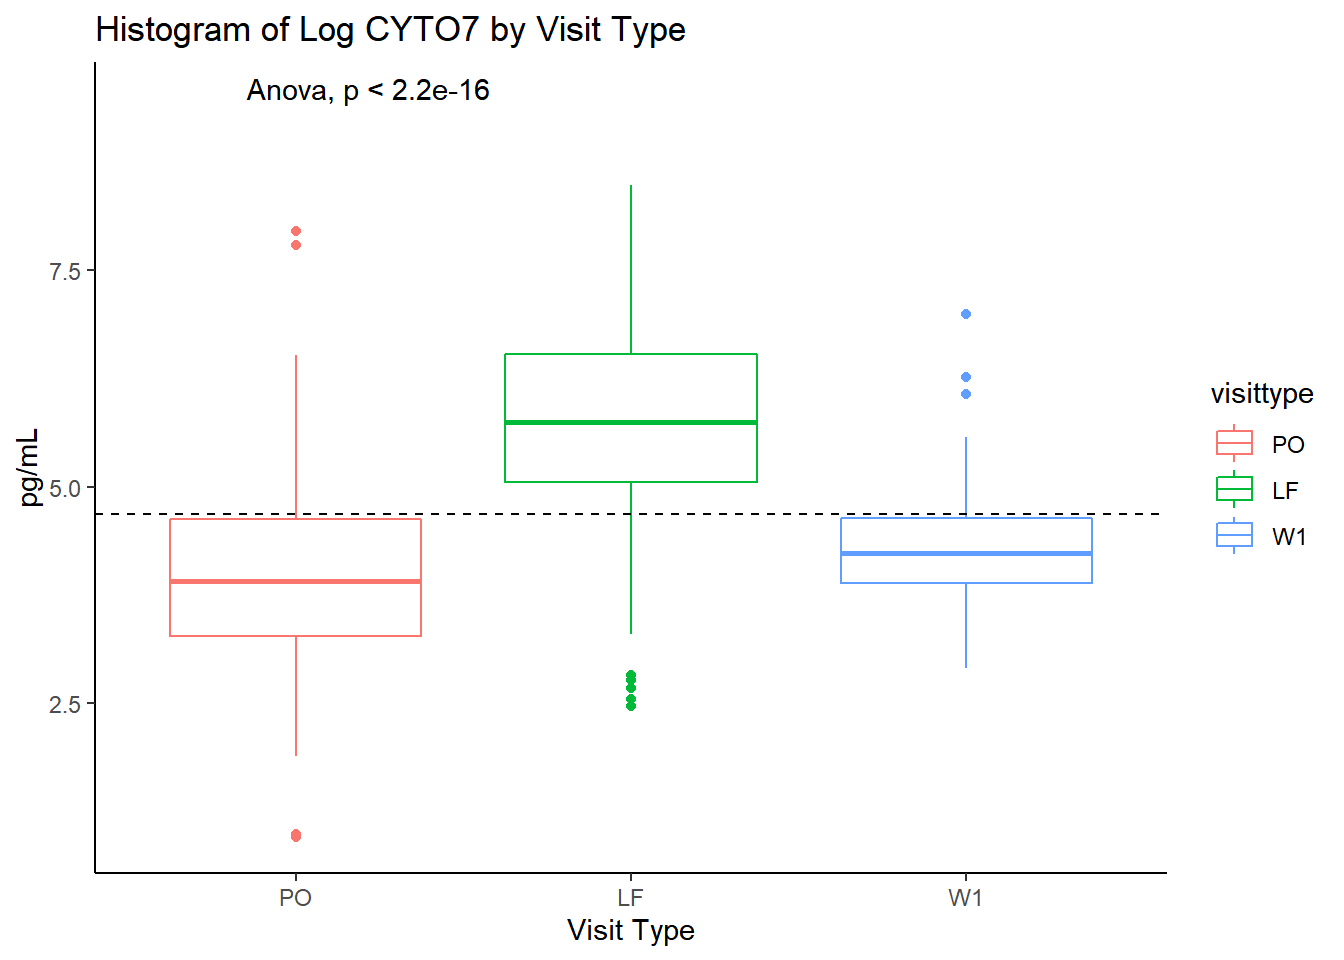 Histogram of Log CYTO7 by Visit Type
Anova, p < 2.2e-16
pg/mL
7.5
5.0
2.5
PO
LF
W1
Visit Type
visittype
PO
LF
W1